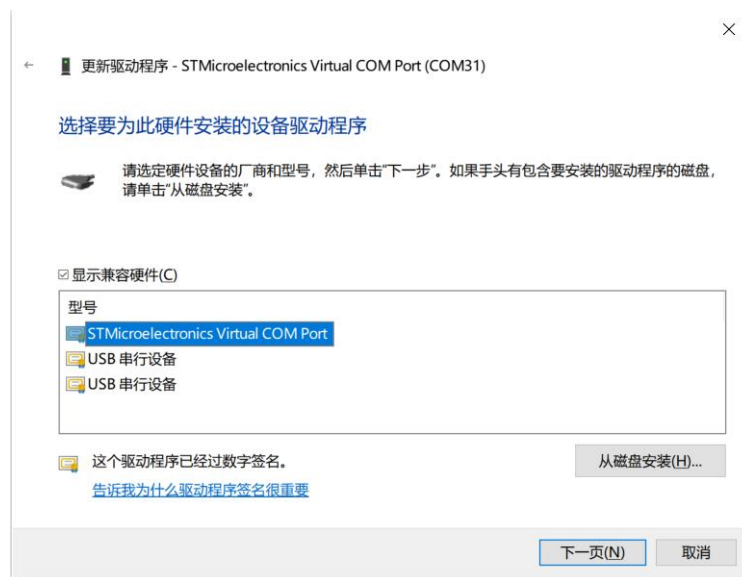 更新驱动程序 - STMicroelectronics Virtual COM Port (COM31)
选择要为此硬件安装的设备驱动程序
请选定硬件设备的厂商和型号，然后单击“下一步”。如果手头有包含要安装的驱动程序的磁盘，
请单击“从磁盘安装”。
显示兼容硬件(C)
型号
STMicroelectronics Virtual COM Port
USB 串行设备
USB 串行设备
这个驱动程序已经过数字签名。
从磁盘安装(H)...
告诉我为什么驱动程序签名很重要
下一页(N)
取消